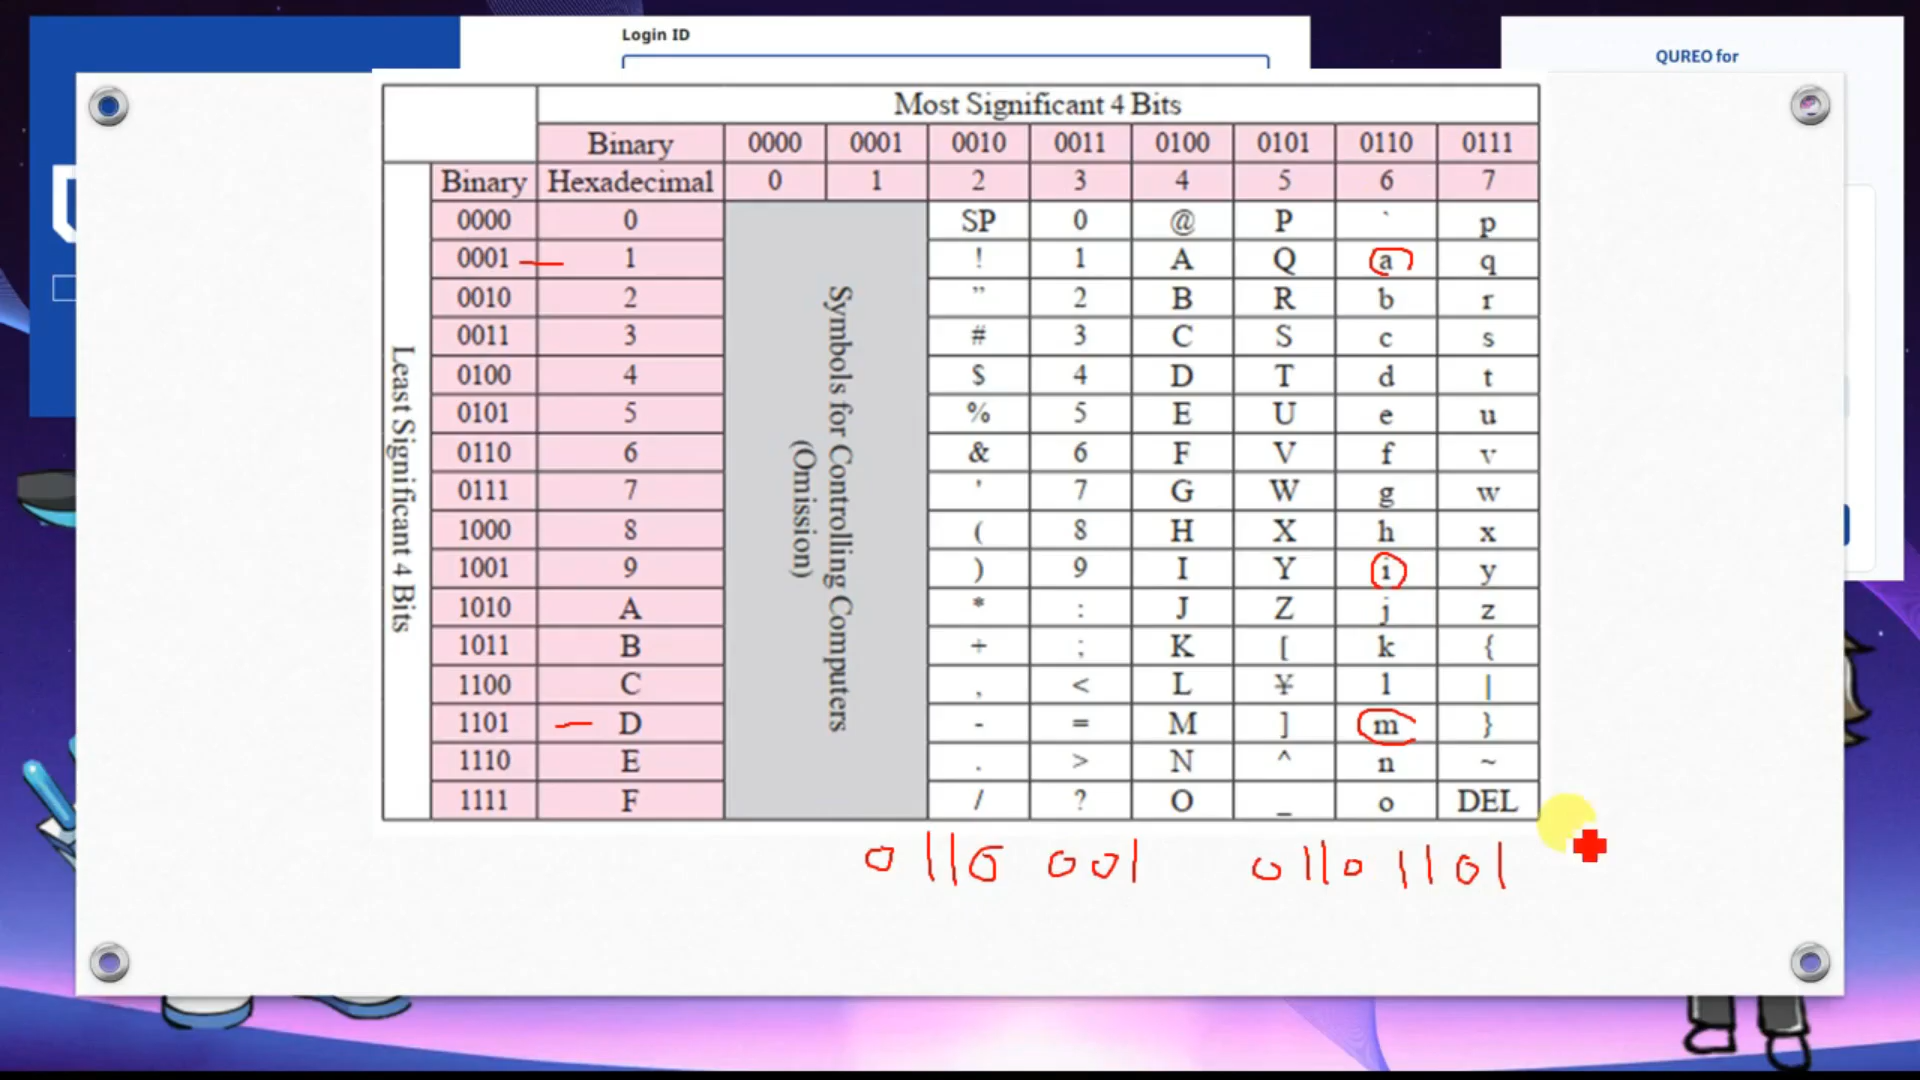 Login ID
QUREO for
Most Significant 4 Bits
Binary 0000 0001 0010 0011 0100 0101 0110 0111
Binary Hexadecimal 0 1 2 3 4 5 6 7
Least Significant 4 Bits
Symbols for Controlling Computers
(Omission)
0000 0 SP 0 @ P ` p
0001 1 ! 1 A Q a q
0010 2 ” 2 B R b r
0011 3 # 3 C S c s
0100 4 $ 4 D T d t
0101 5 % 5 E U e u
0110 6 & 6 F V f v
0111 7 ' 7 G W g w
1000 8 ( 8 H X h x
1001 9 ) 9 I Y i y
1010 A * : J Z j z
1011 B + ; K [ k {
1100 C , < L ¥ l |
1101 D - = M ] m }
1110 E . > N ^ n ~
1111 F / ? O _ o DEL
0110 001 01101101